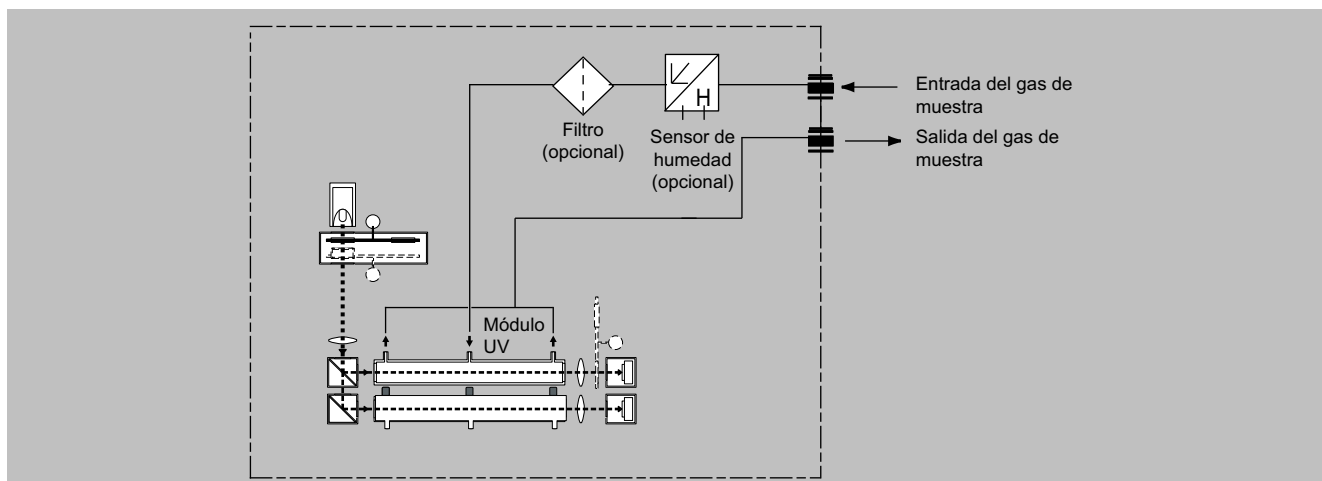 H
Filtro
(opcional)
Sensor de
humedad
(opcional)
Entrada del gas de
muestra
Salida del gas de
muestra
Módulo
UV